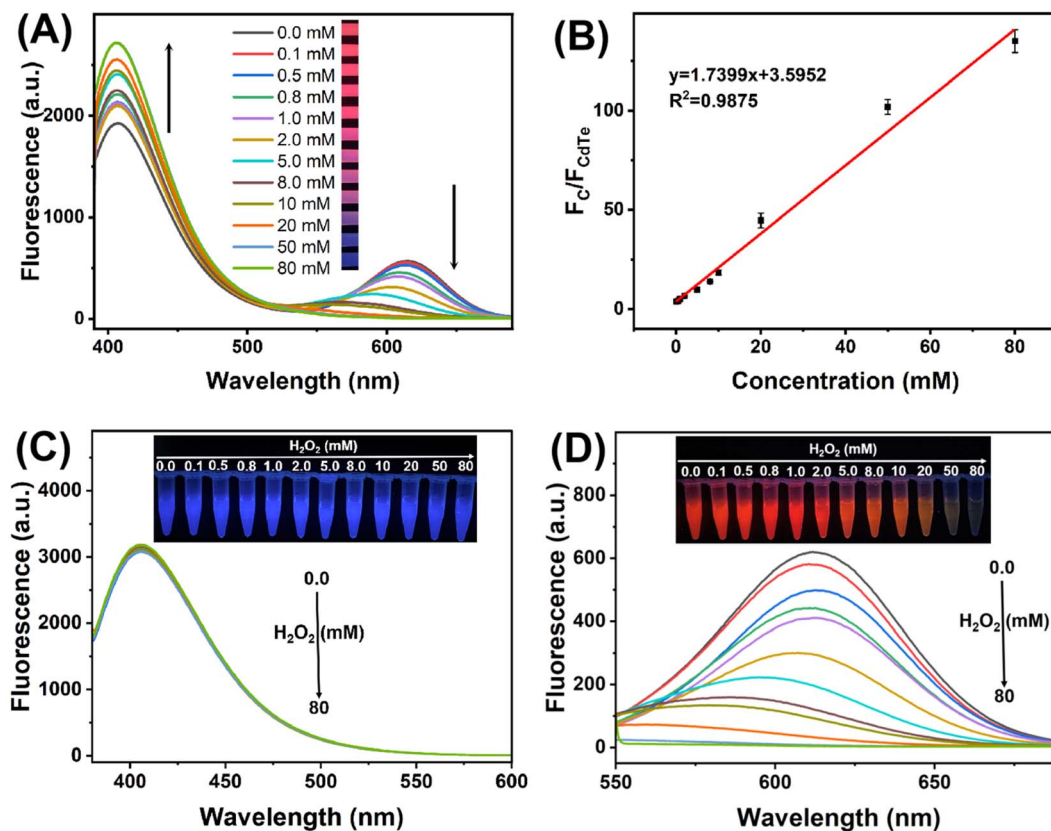 (A)
0.0 mM
0.1 mM
0.5 mM
0.8 mM
1.0 mM
2.0 mM
5.0 mM
8.0 mM
10 mM
20 mM
50 mM
80 mM
Fluorescence (a.u.)
2000
1000
0
400 500 600
Wavelength (nm)
(B)
y=1.7399x+3.5952
R²=0.9875
F_C/F_CdTe
100
50
0
0 20 40 60 80
Concentration (mM)
(C)
H₂O₂ (mM)
0.0 0.1 0.5 0.8 1.0 2.0 5.0 8.0 10 20 50 80
Fluorescence (a.u.)
4000
3000
2000
1000
0
0.0
H₂O₂ (mM)
80
400 450 500 550 600
Wavelength (nm)
(D)
H₂O₂ (mM)
0.0 0.1 0.5 0.8 1.0 2.0 5.0 8.0 10 20 50 80
Fluorescence (a.u.)
800
600
400
200
0
0.0
H₂O₂ (mM)
80
550 600 650
Wavelength (nm)